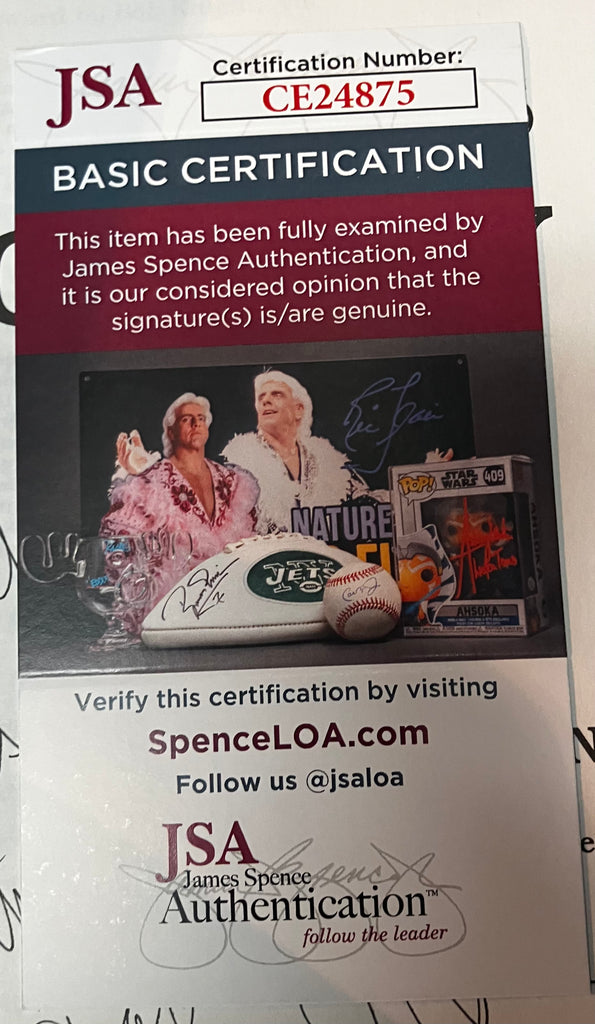 JSA
Certification Number:
CE24875
BASIC CERTIFICATION
This item has been fully examined by
James Spence Authentication, and
it is our considered opinion that the
signature(s) is/are genuine.
Ric Flair
NATURE
POP!
STAR
WARS
409
JETS
AHSOKA
Verify this certification by visiting
SpenceLOA.com
Follow us @jsaloa
JSA
James Spence
Authentication™
follow the leader